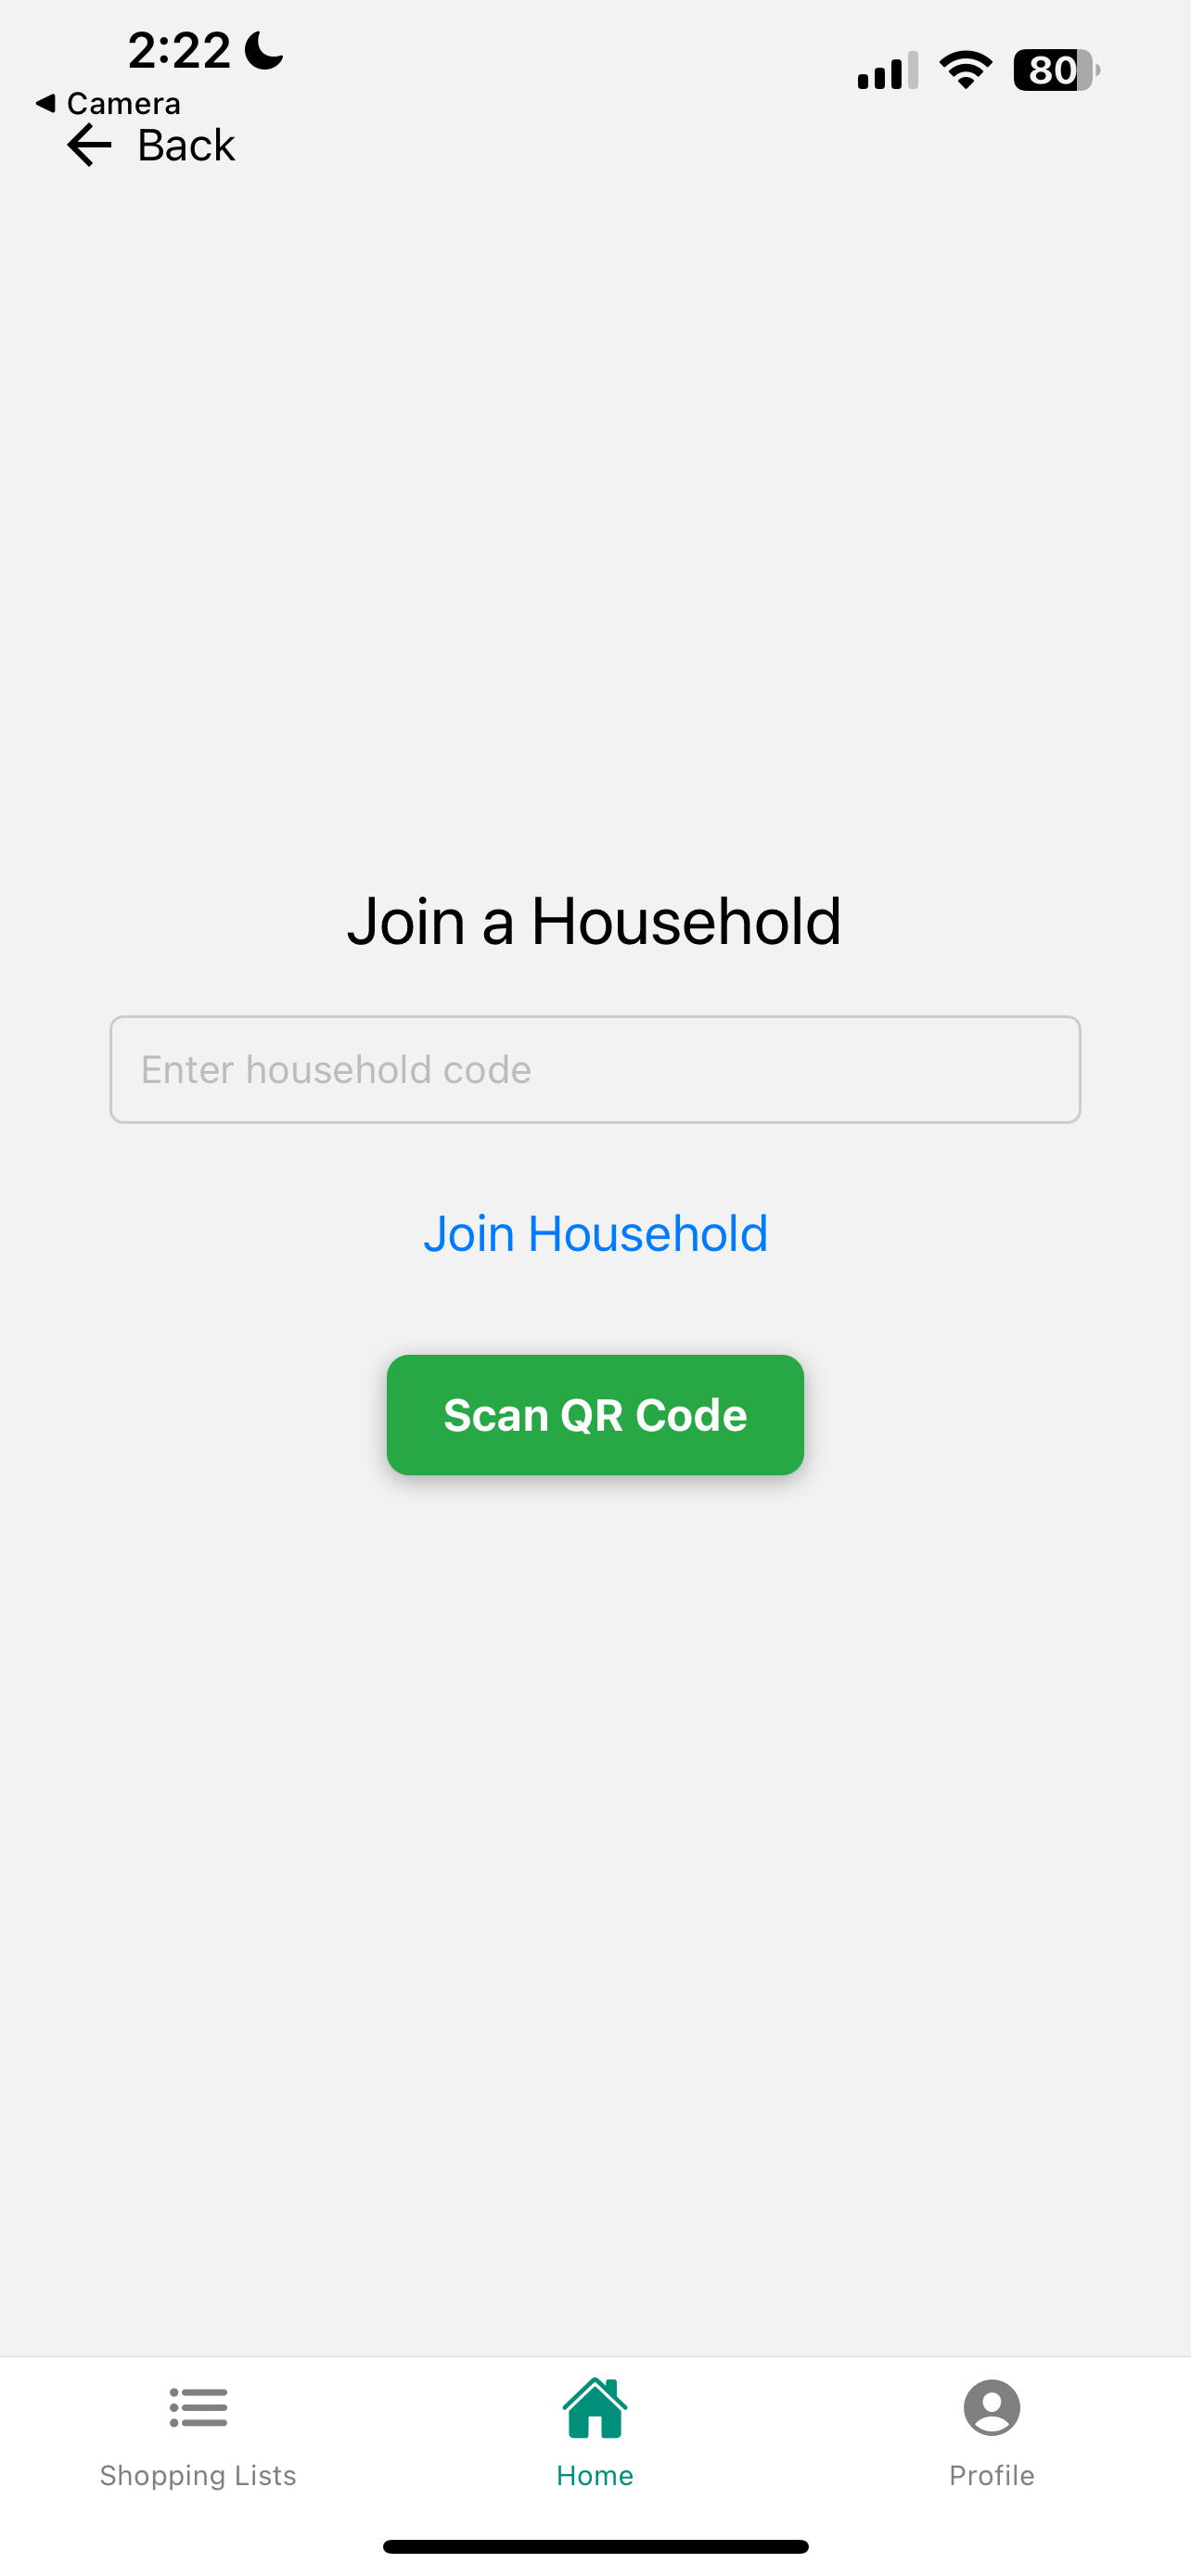 2:22
80
Camera
Back
Join a Household
Enter household code
Join Household
Scan QR Code
Shopping Lists
Home
Profile